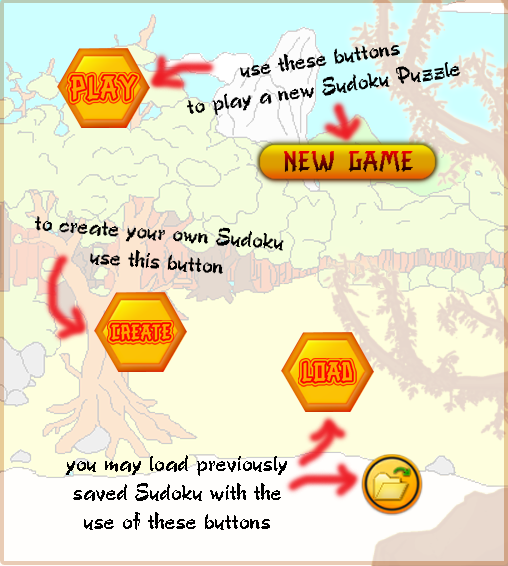 PLAY
use these buttons
to play a new Sudoku Puzzle
NEW GAME
to create your own Sudoku
use this button
CREATE
LOAD
you may load previously
saved Sudoku with the
use of these buttons